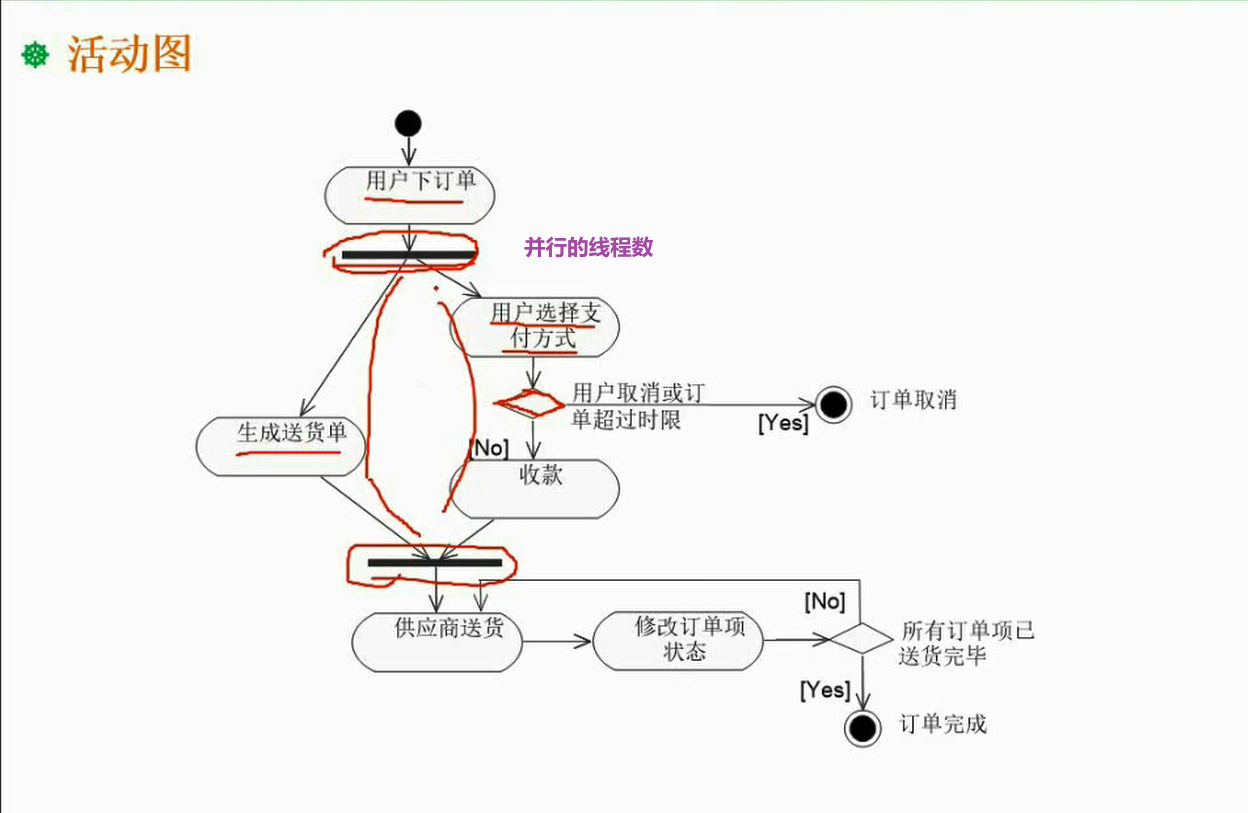 活动图
用户下订单
并行的线程数
用户选择支
付方式
用户取消或订
单超过时限
[Yes]
订单取消
生成送货单
[No]
收款
供应商送货
修改订单项
状态
[No]
所有订单项已
送货完毕
[Yes]
订单完成